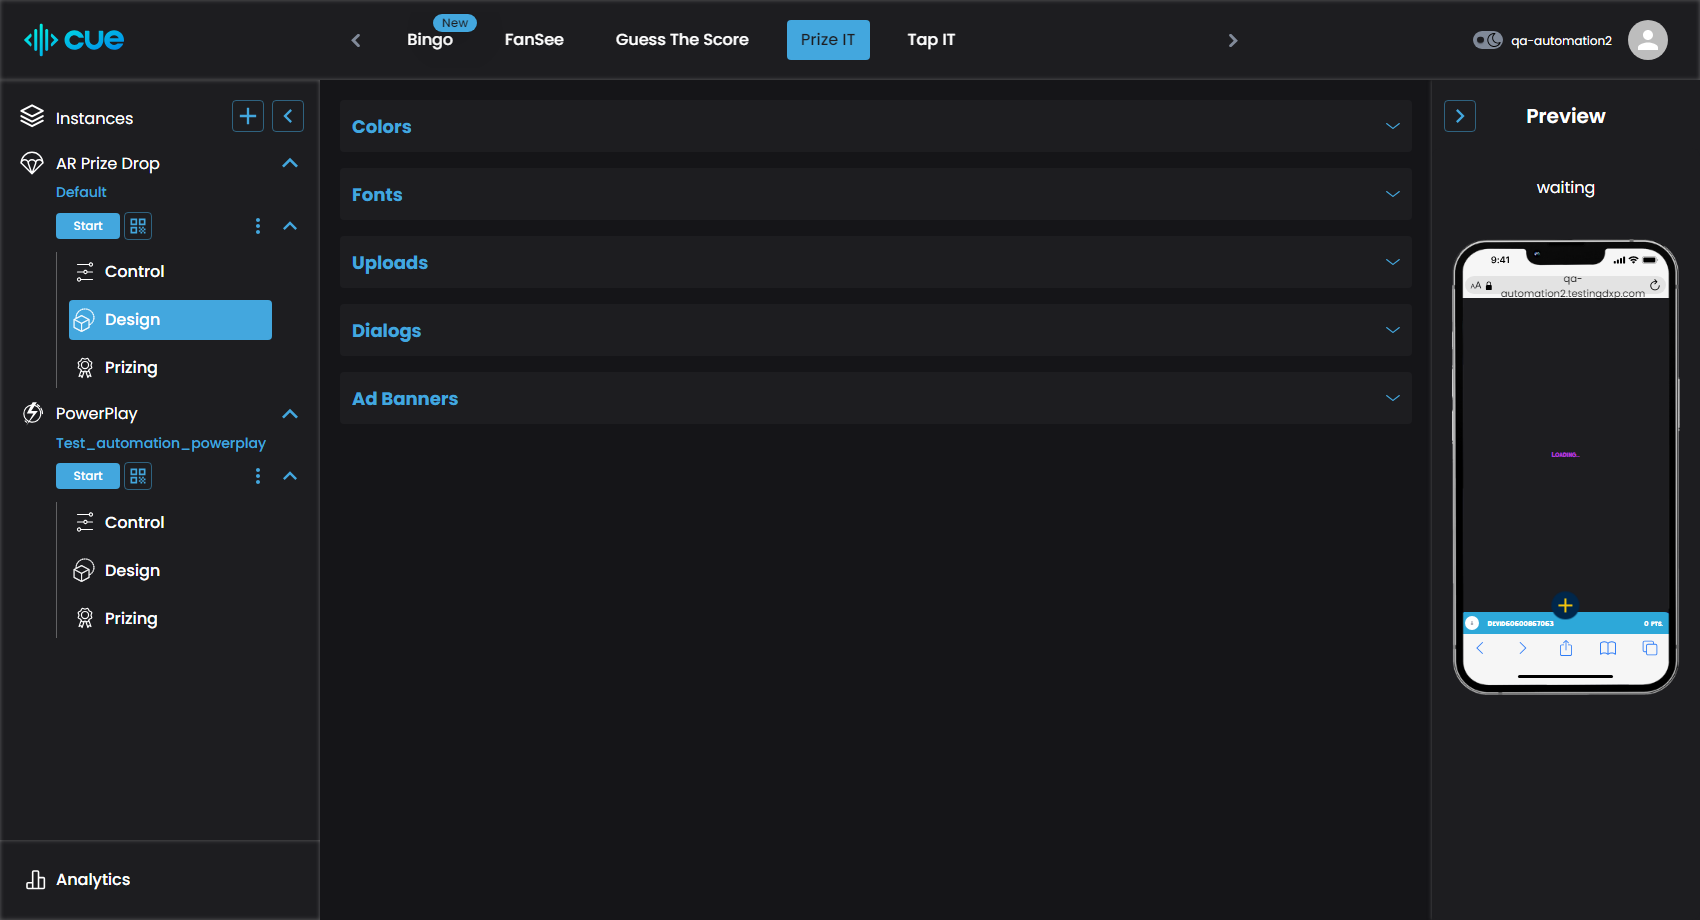 cue
New
Bingo
FanSee
Guess The Score
Prize IT
Tap IT
qa-automation2
Instances
AR Prize Drop
Default
Start
Control
Design
Prizing
PowerPlay
Test_automation_powerplay
Start
Control
Design
Prizing
Analytics
Colors
Fonts
Uploads
Dialogs
Ad Banners
Preview
waiting
9:41
AA
qa-
automation2.testingdxp.com
Loading..
DEVID60600867063
0 PTS.